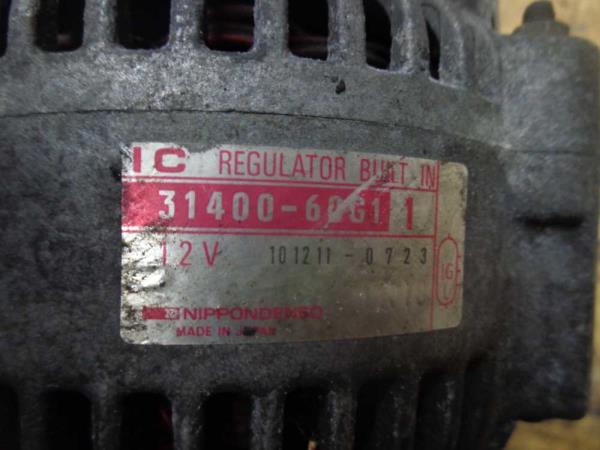 IC REGULATOR BUILT-IN
31400-60G1 1
12V 101211-0723
IG
NIPPONDENSO
MADE IN JAPAN